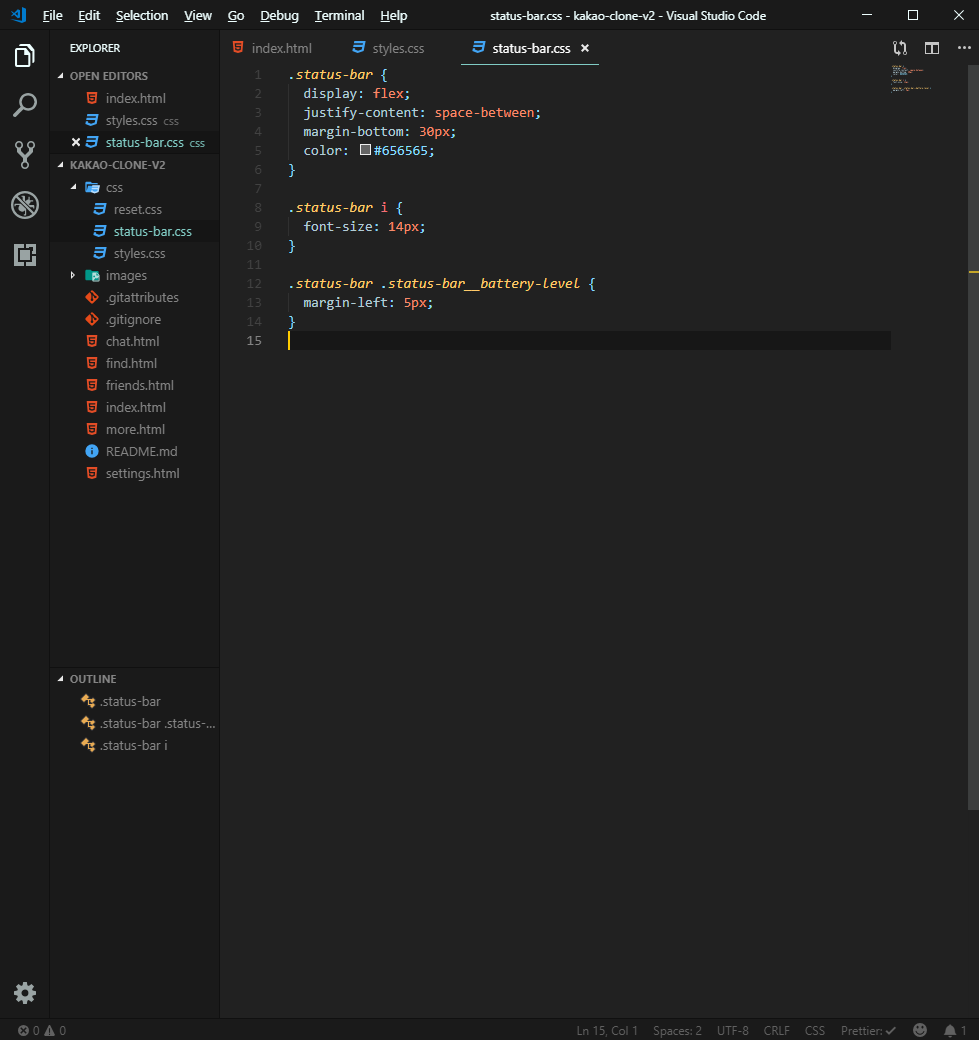 File Edit Selection View Go Debug Terminal Help status-bar.css - kakao-clone-v2 - Visual Studio Code
EXPLORER
OPEN EDITORS
index.html
styles.css css
status-bar.css css
KAKAO-CLONE-V2
css
reset.css
status-bar.css
styles.css
images
.gitattributes
.gitignore
chat.html
find.html
friends.html
index.html
more.html
README.md
settings.html
OUTLINE
.status-bar
.status-bar .status-...
.status-bar i
index.html styles.css status-bar.css
1 .status-bar {
2 display: flex;
3 justify-content: space-between;
4 margin-bottom: 30px;
5 color: #656565;
6 }
7
8 .status-bar i {
9 font-size: 14px;
10 }
11
12 .status-bar .status-bar__battery-level {
13 margin-left: 5px;
14 }
15
0 0 Ln 15, Col 1 Spaces: 2 UTF-8 CRLF CSS Prettier: 1